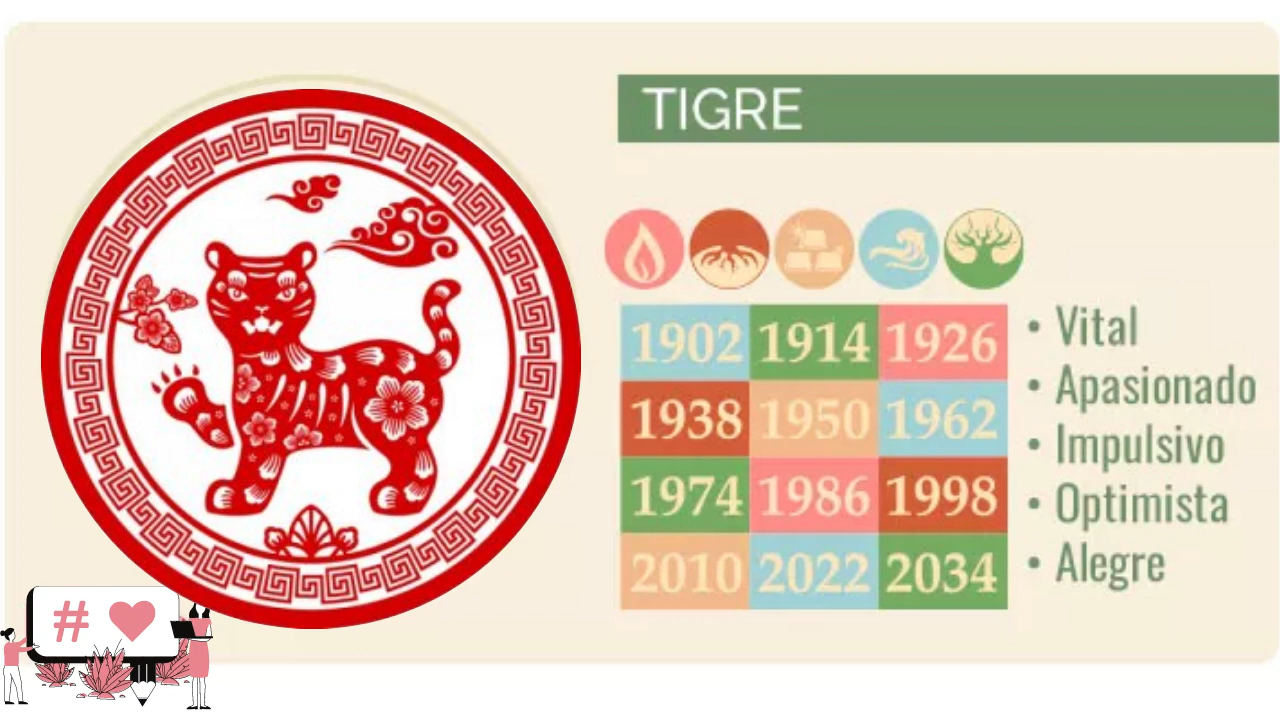 TIGRE
1902 1914 1926
1938 1950 1962
1974 1986 1998
2010 2022 2034
• Vital
• Apasionado
• Impulsivo
• Optimista
• Alegre
#